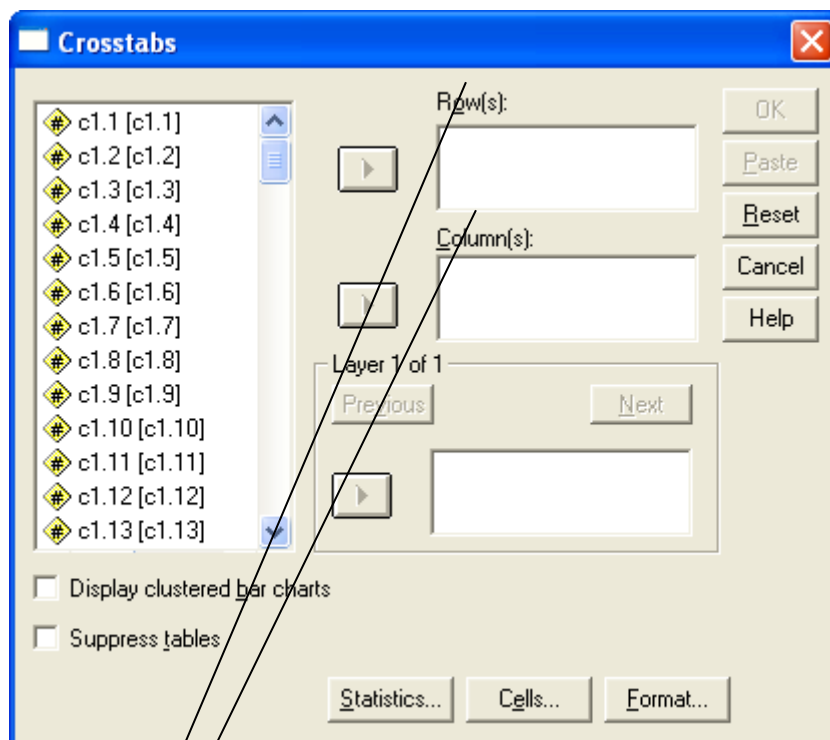 Crosstabs
c1.1 [c1.1]
c1.2 [c1.2]
c1.3 [c1.3]
c1.4 [c1.4]
c1.5 [c1.5]
c1.6 [c1.6]
c1.7 [c1.7]
c1.8 [c1.8]
c1.9 [c1.9]
c1.10 [c1.10]
c1.11 [c1.11]
c1.12 [c1.12]
c1.13 [c1.13]
Row(s):
Column(s):
Layer 1 of 1
Previous
Next
OK
Paste
Reset
Cancel
Help
Display clustered bar charts
Suppress tables
Statistics...
Cells...
Format...